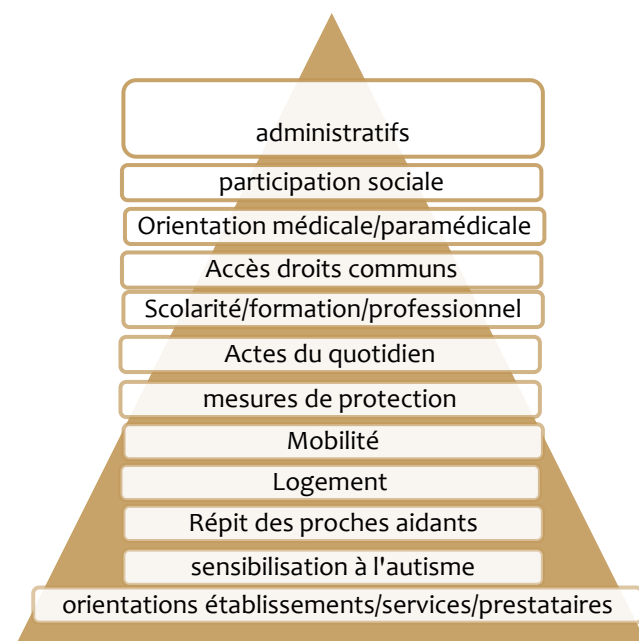 administratifs
participation sociale
Orientation médicale/paramédicale
Accès droits communs
Scolarité/formation/professionnel
Actes du quotidien
mesures de protection
Mobilité
Logement
Répit des proches aidants
sensibilisation à l'autisme
orientations établissements/services/prestataires